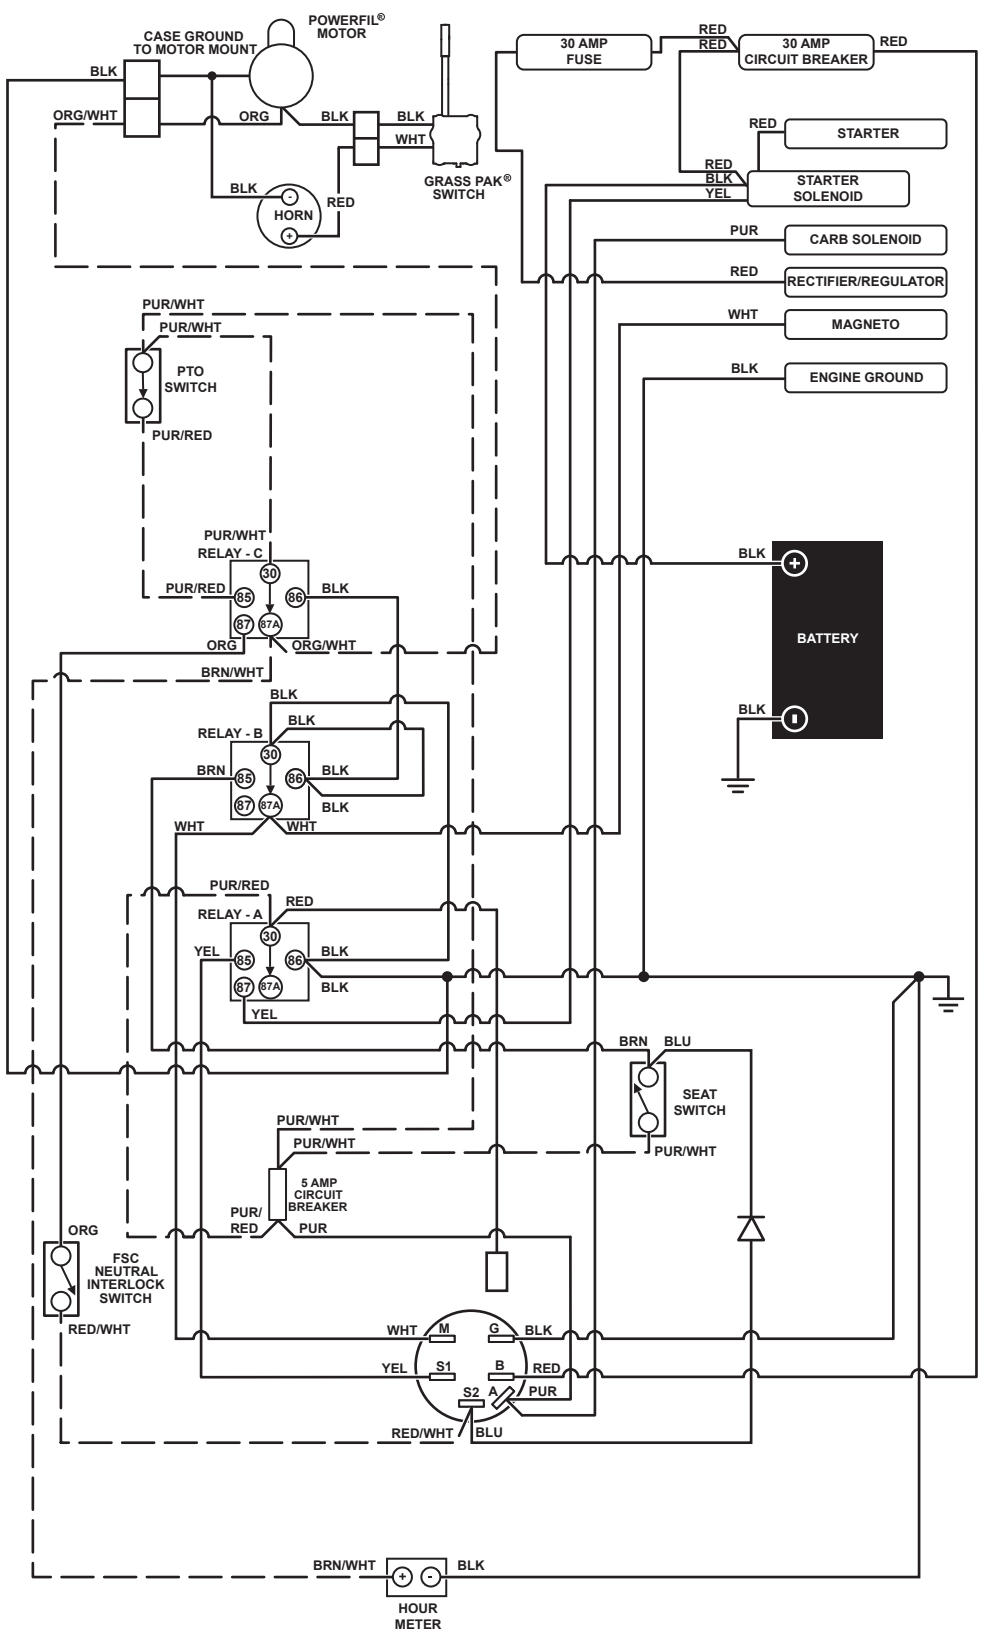 POWERFIL®
MOTOR
CASE GROUND
TO MOTOR MOUNT
BLK
ORG/WHT
ORG
BLK
BLK
WHT
GRASS PAK®
SWITCH
BLK
-
HORN
+
RED
30 AMP
FUSE
RED
RED
30 AMP
CIRCUIT BREAKER
RED
RED
STARTER
RED
BLK
YEL
STARTER
SOLENOID
PUR
CARB SOLENOID
RED
RECTIFIER/REGULATOR
WHT
MAGNETO
BLK
ENGINE GROUND
PUR/WHT
PUR/WHT
PTO
SWITCH
PUR/RED
PUR/WHT
RELAY - C
30
PUR/RED
85
86
BLK
87
87A
ORG
ORG/WHT
BRN/WHT
BLK
+
BATTERY
BLK
-
BLK
BLK
RELAY - B
30
BRN
85
86
BLK
87
87A
BLK
WHT
WHT
PUR/RED
RED
RELAY - A
30
YEL
85
86
BLK
87
87A
BLK
YEL
BRN
BLU
SEAT
SWITCH
PUR/WHT
PUR/WHT
PUR/WHT
5 AMP
CIRCUIT
BREAKER
PUR/
RED
PUR
ORG
FSC
NEUTRAL
INTERLOCK
SWITCH
RED/WHT
WHT
M
G
BLK
YEL
S1
B
RED
S2
A
PUR
RED/WHT
BLU
BRN/WHT
+
-
BLK
HOUR
METER